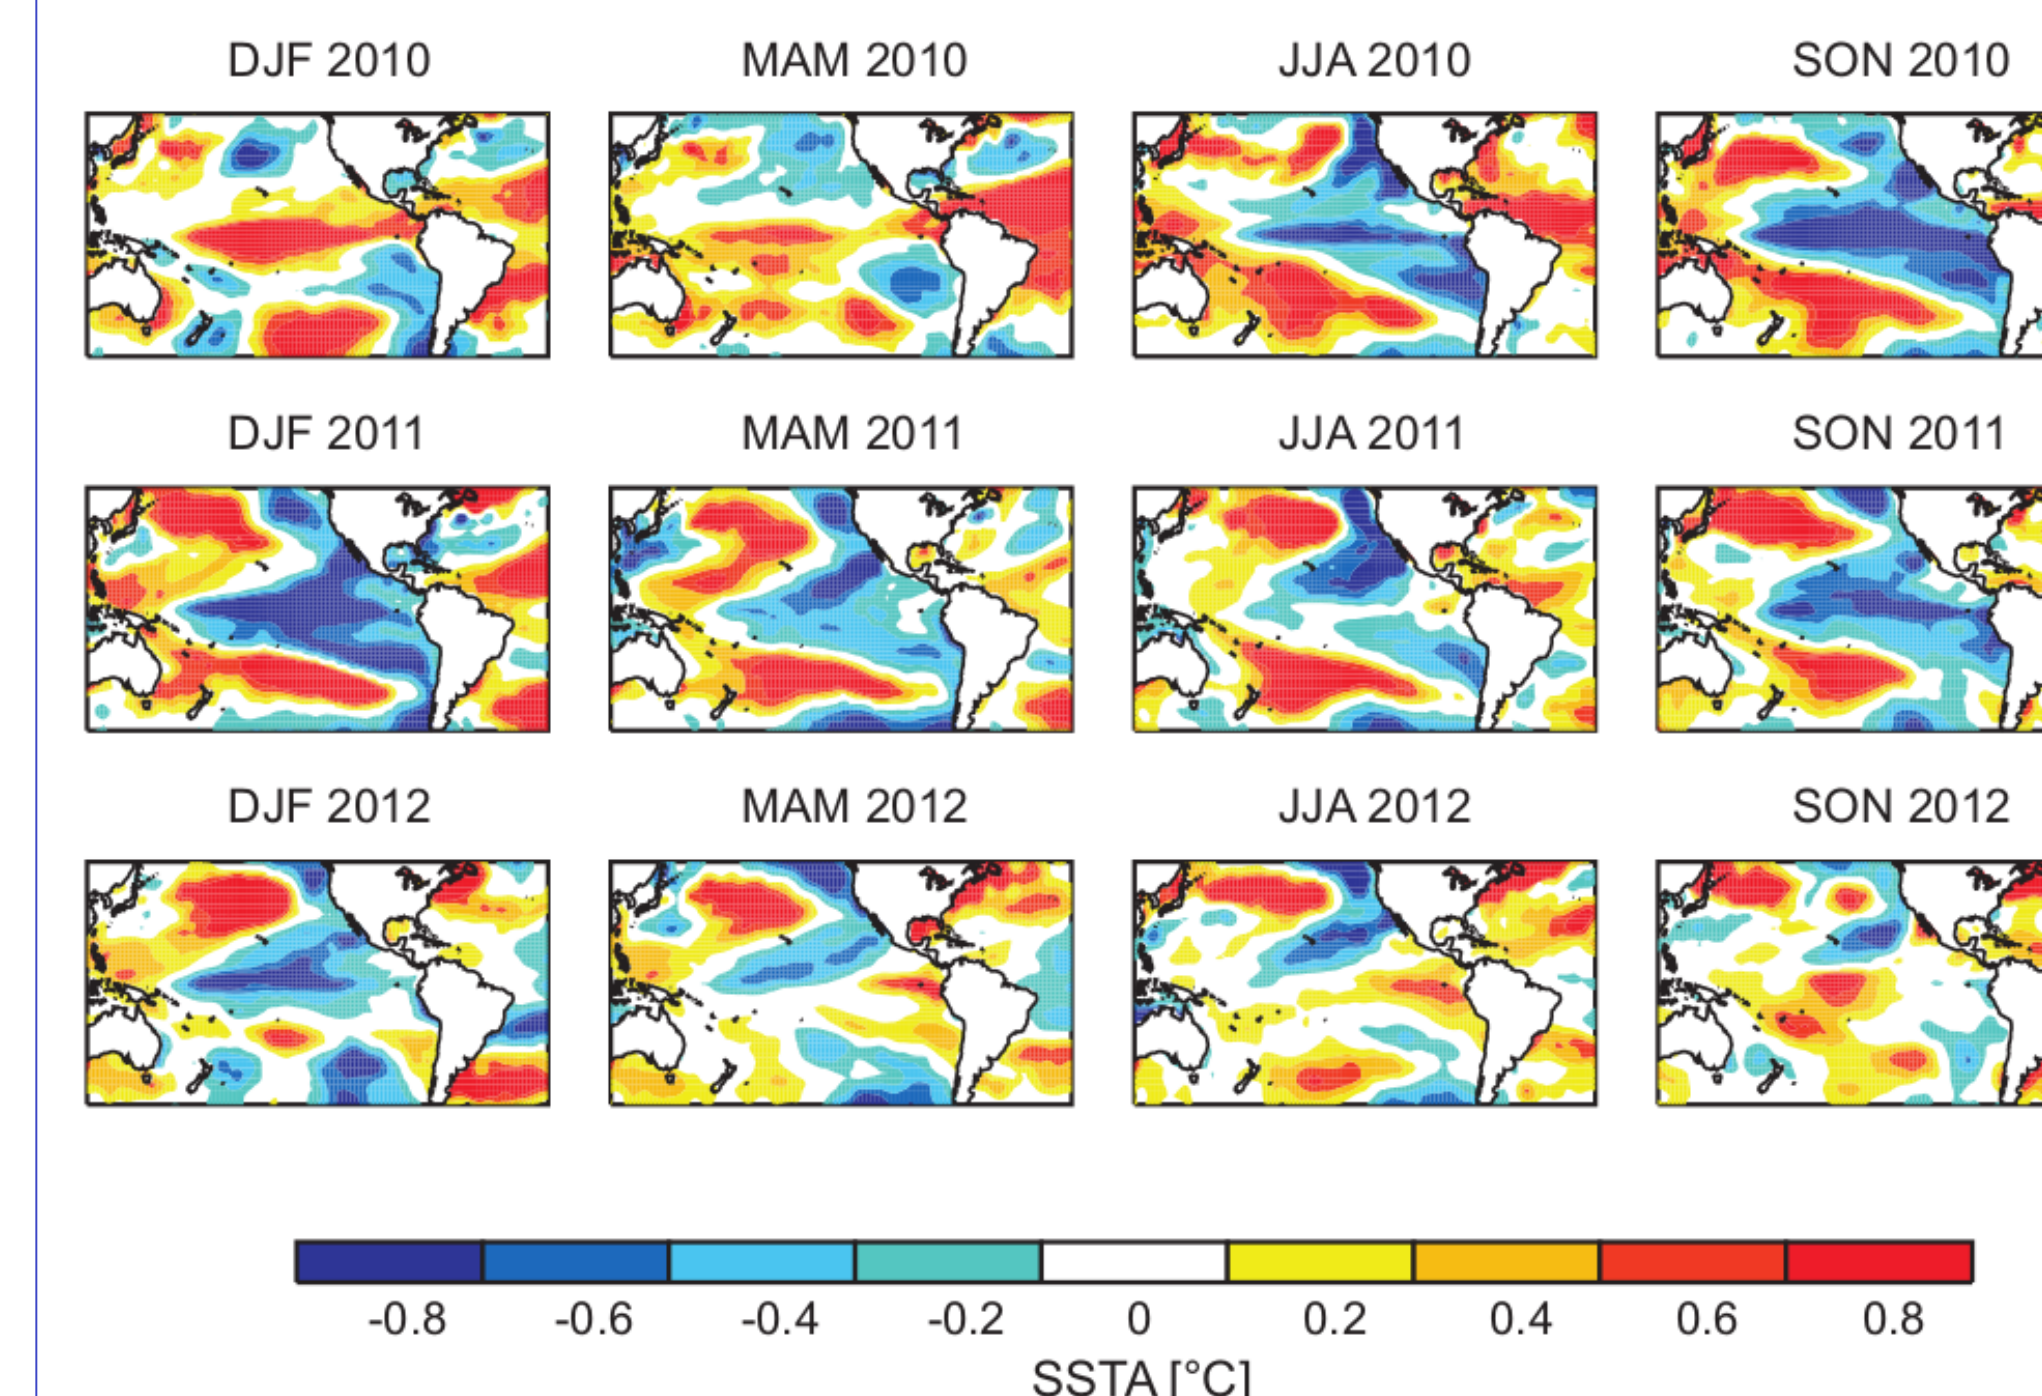 DJF 2010 MAM 2010 JJA 2010 SON 2010
DJF 2011 MAM 2011 JJA 2011 SON 2011
DJF 2012 MAM 2012 JJA 2012 SON 2012
-0.8 -0.6 -0.4 -0.2 0 0.2 0.4 0.6 0.8
SSTA [°C]